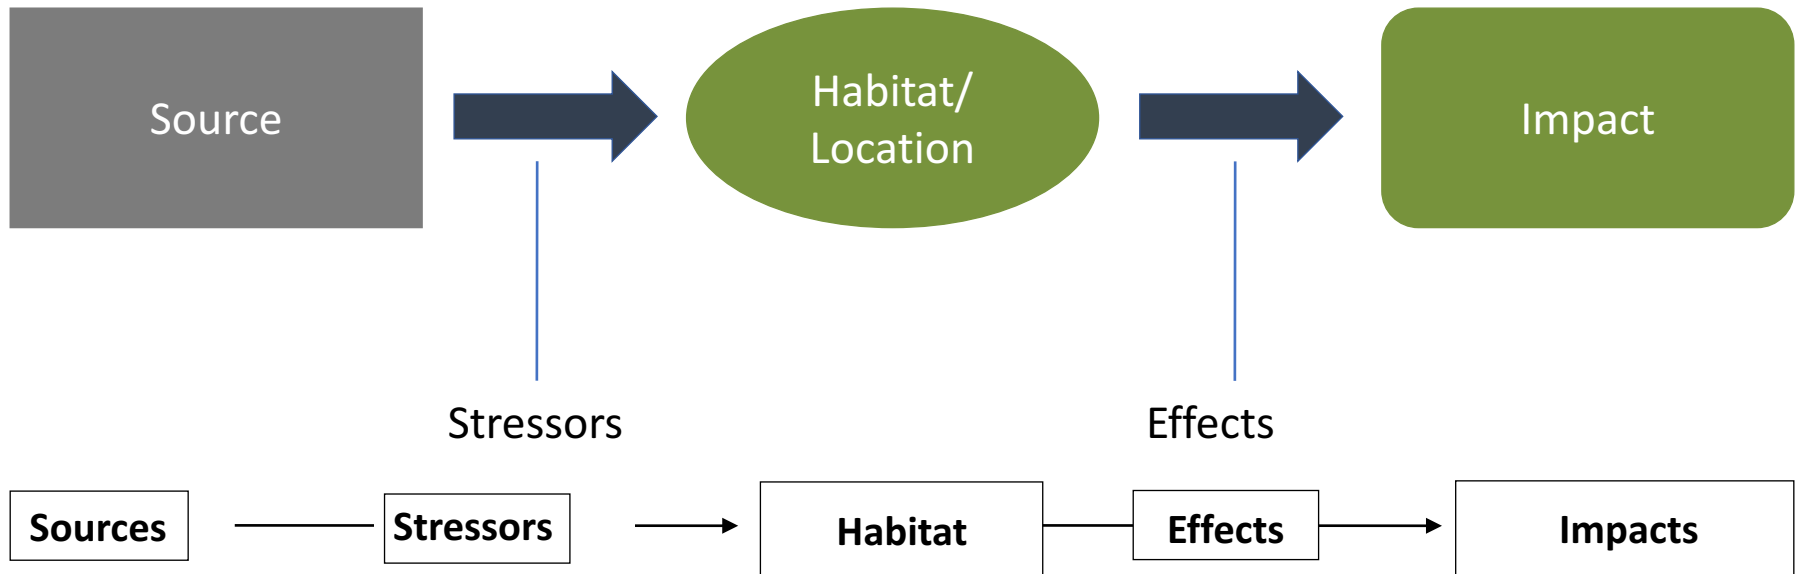 Source
Habitat/
Location
Impact
Stressors
Effects
Sources
Stressors
Habitat
Effects
Impacts